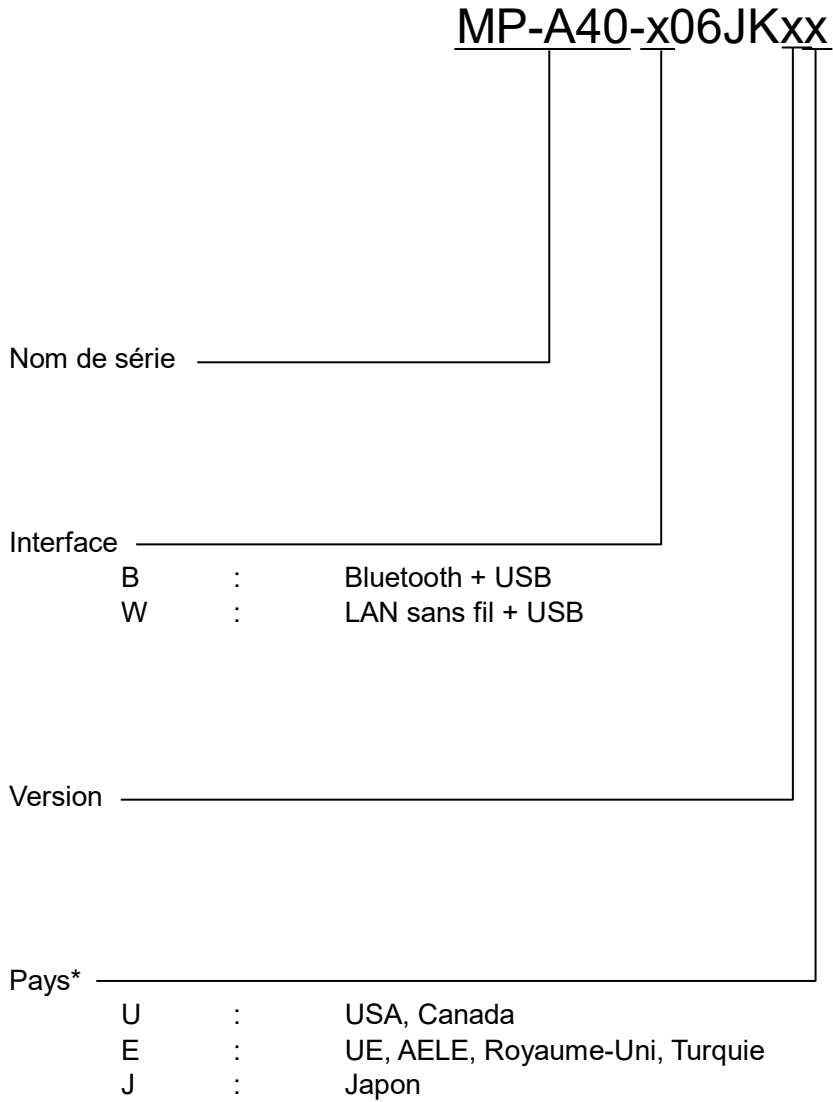 MP-A40-x06JKxx
Nom de série
Interface
B : Bluetooth + USB
W : LAN sans fil + USB
Version
Pays*
U : USA, Canada
E : UE, AELE, Royaume-Uni, Turquie
J : Japon